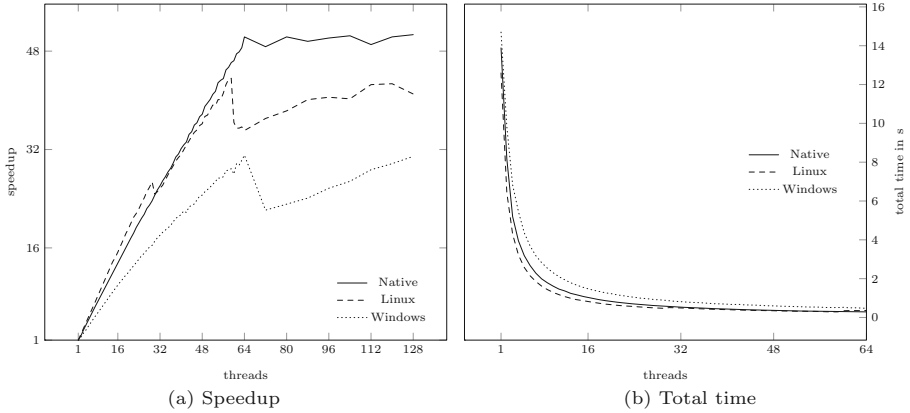 48
32
16
1
speedup
1 16 32 48 64 80 96 112 128
threads
Native
Linux
Windows
(a) Speedup
16
14
12
10
8
6
4
2
0
total time in s
1 16 32 48 64
threads
Native
Linux
Windows
(b) Total time